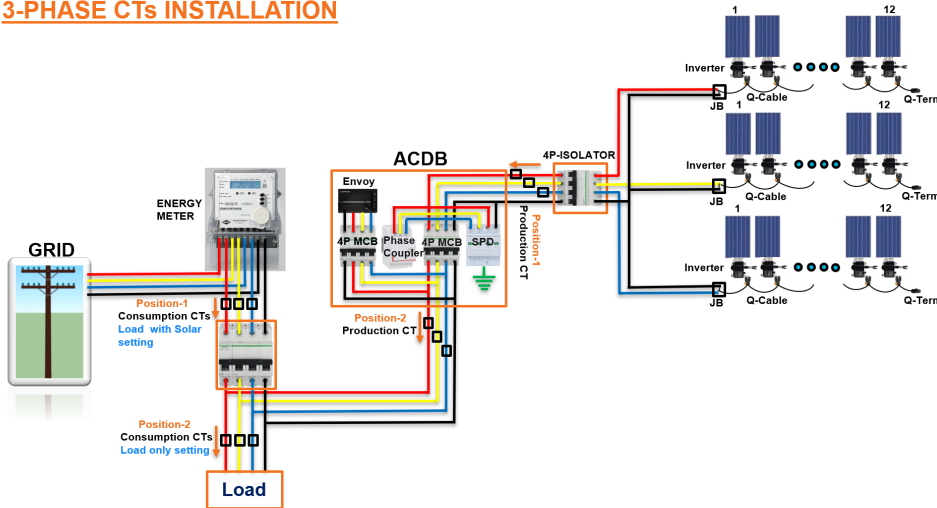 3-PHASE CTs INSTALLATION
1
12
Inverter
JB
Q-Cable
Q-Term
1
12
Inverter
JB
Q-Cable
Q-Term
1
12
Inverter
JB
Q-Cable
Q-Term
4P-ISOLATOR
ACDB
Envoy
4P MCB
Phase
Coupler
4P MCB
SPD
Position-1
Production CT
ENERGY
METER
GRID
Position-1
Consumption CTs
Load with Solar
setting
Position-2
Production CT
Position-2
Consumption CTs
Load only setting
Load